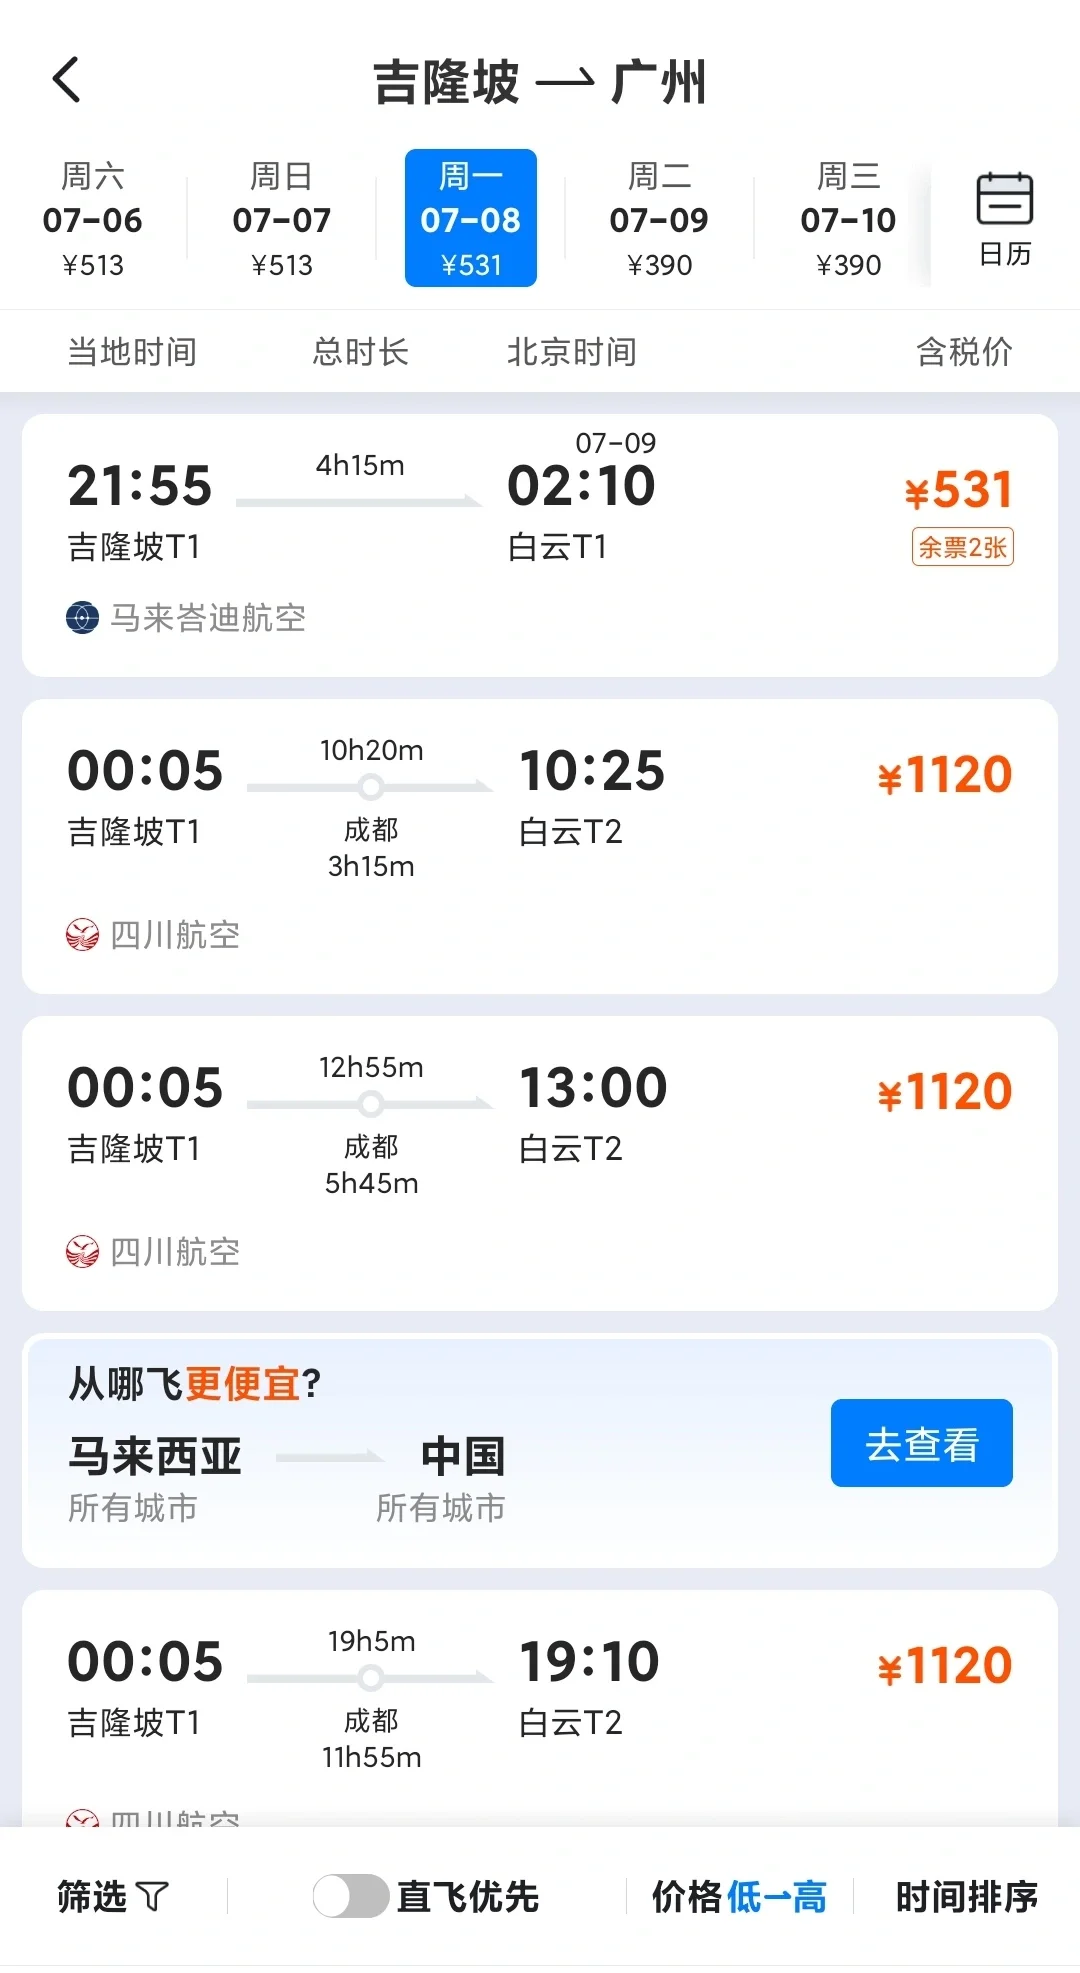 吉隆坡 → 广州
周六 周日 周一 周二 周三
07-06 07-07 07-08 07-09 07-10
¥513 ¥513 ¥531 ¥390 ¥390 日历
当地时间 总时长 北京时间 含税价
07-09
21:55 4h15m 02:10 ¥531
吉隆坡T1 白云T1 余票2张
马来峇迪航空
00:05 10h20m 10:25 ¥1120
吉隆坡T1 成都 白云T2
3h15m
四川航空
00:05 12h55m 13:00 ¥1120
吉隆坡T1 成都 白云T2
5h45m
四川航空
从哪飞更便宜?
马来西亚 中国 去查看
所有城市 所有城市
00:05 19h5m 19:10 ¥1120
吉隆坡T1 成都 白云T2
11h55m
四川航空
筛选 直飞优先 价格低→高 时间排序